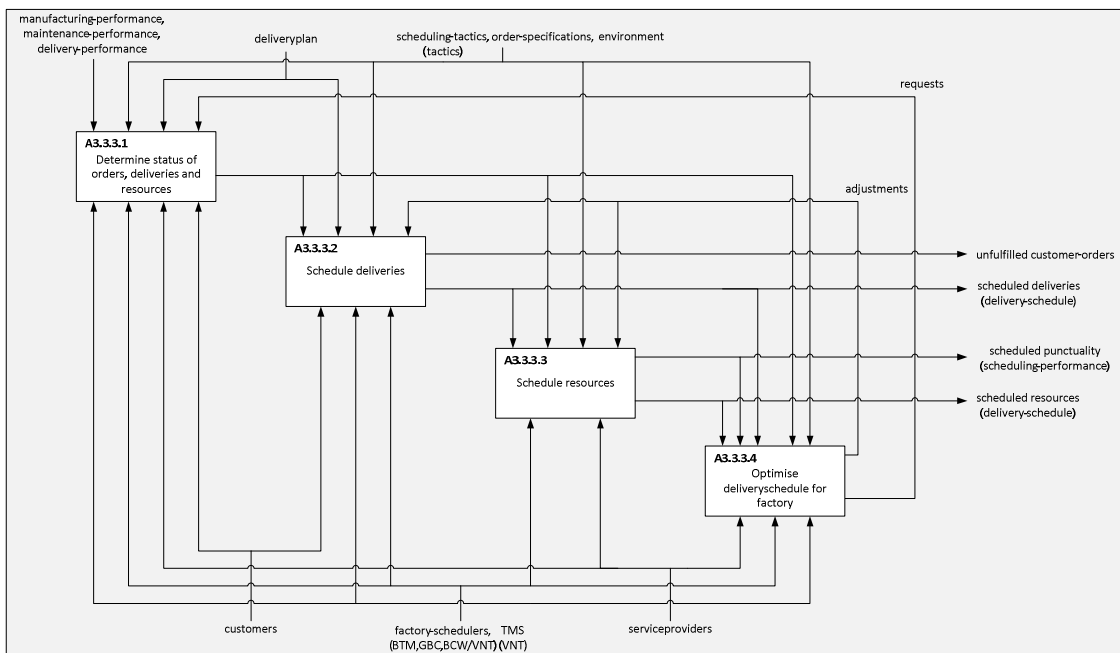 manufacturing-performance,
maintenance-performance,
delivery-performance
deliveryplan
scheduling-tactics, order-specifications, environment
(tactics)
requests
A3.3.3.1
Determine status of
orders, deliveries and
resources
adjustments
A3.3.3.2
Schedule deliveries
unfulfilled customer-orders
scheduled deliveries
(delivery-schedule)
A3.3.3.3
Schedule resources
scheduled punctuality
(scheduling-performance)
scheduled resources
(delivery-schedule)
A3.3.3.4
Optimise
deliveryschedule for
factory
customers
factory-schedulers,
(BTM,GBC,BCW/VNT)
TMS
(VNT)
serviceproviders